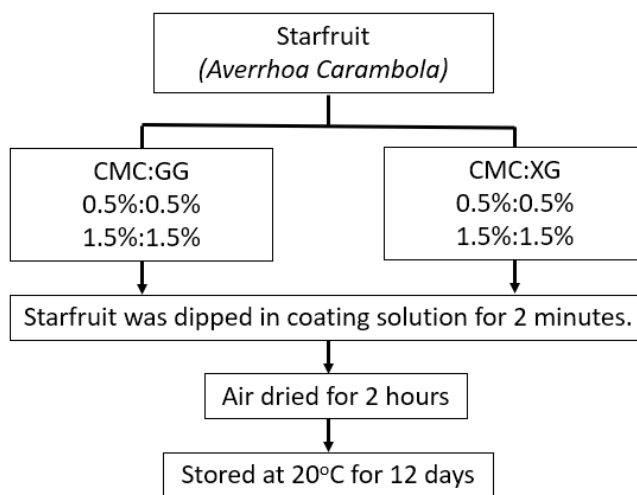 Starfruit
(Averrhoa Carambola)
CMC:GG
0.5%:0.5%
1.5%:1.5%
CMC:XG
0.5%:0.5%
1.5%:1.5%
Starfruit was dipped in coating solution for 2 minutes.
Air dried for 2 hours
Stored at 20°C for 12 days